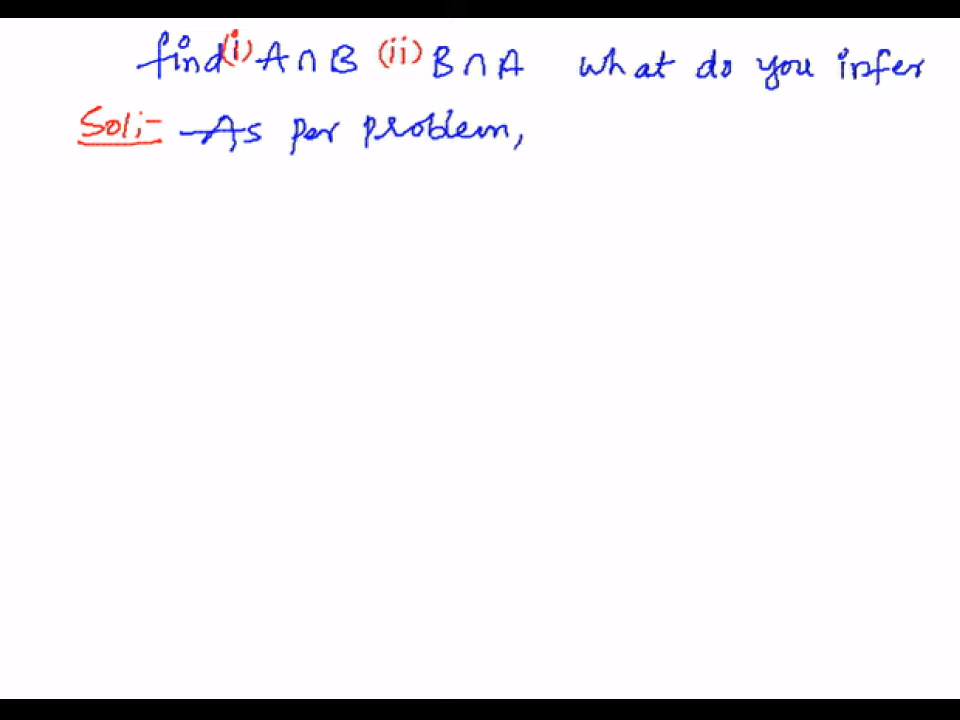 find (i) A ∩ B (ii) B ∩ A what do you infer
Sol:- As per problem,